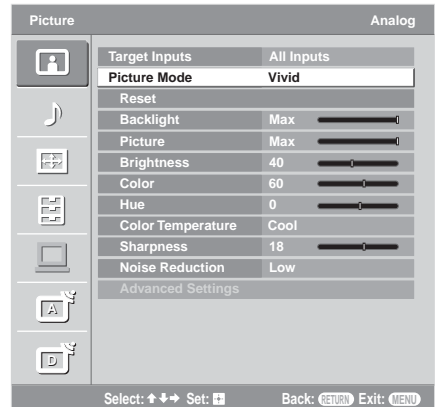 Picture Analog
Target Inputs All Inputs
Picture Mode Vivid
Reset
Backlight Max
Picture Max
Brightness 40
Color 60
Hue 0
Color Temperature Cool
Sharpness 18
Noise Reduction Low
Advanced Settings
A
D
Select: Set: Back: RETURN Exit: MENU